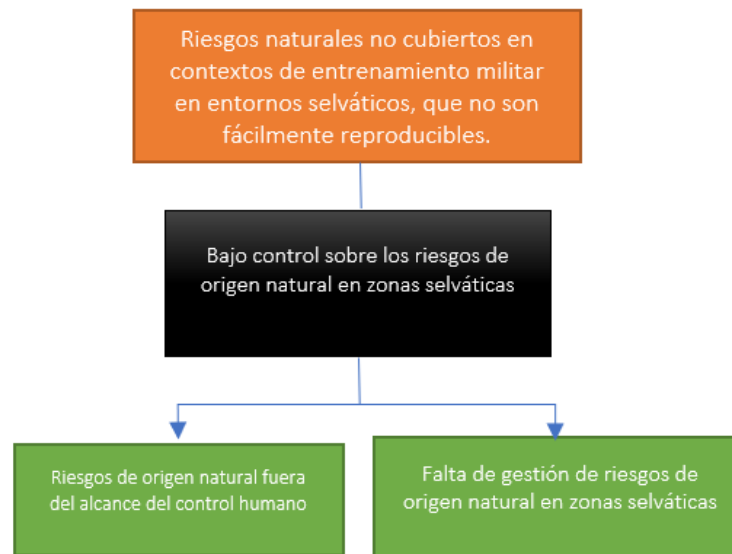 Riesgos naturales no cubiertos en
contextos de entrenamiento militar
en entornos selváticos, que no son
fácilmente reproducibles.
Bajo control sobre los riesgos de
origen natural en zonas selváticas
Riesgos de origen natural fuera
del alcance del control humano
Falta de gestión de riesgos de
origen natural en zonas selváticas